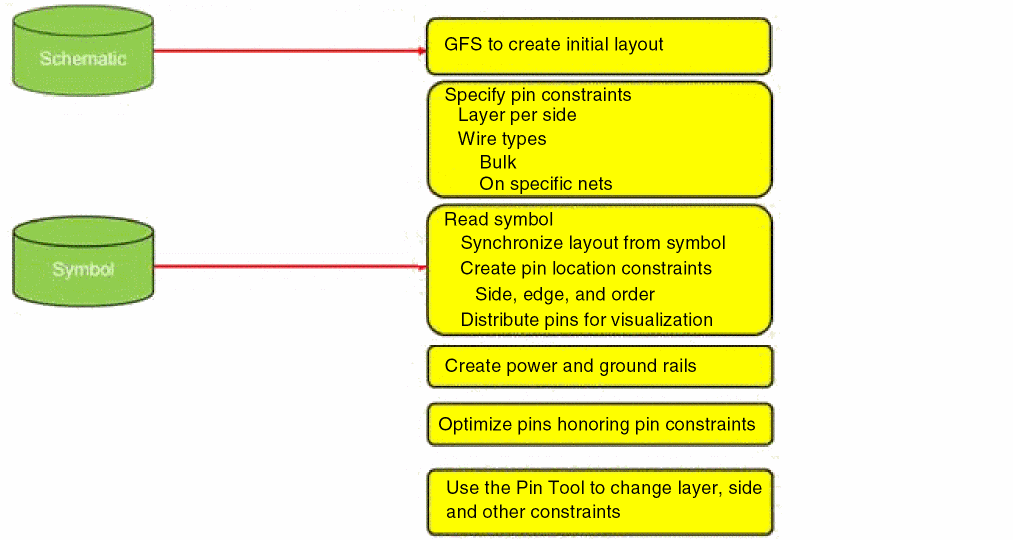 Schematic
GFS to create initial layout
Specify pin constraints
Layer per side
Wire types
Bulk
On specific nets
Symbol
Read symbol
Synchronize layout from symbol
Create pin location constraints
Side, edge, and order
Distribute pins for visualization
Create power and ground rails
Optimize pins honoring pin constraints
Use the Pin Tool to change layer, side
and other constraints